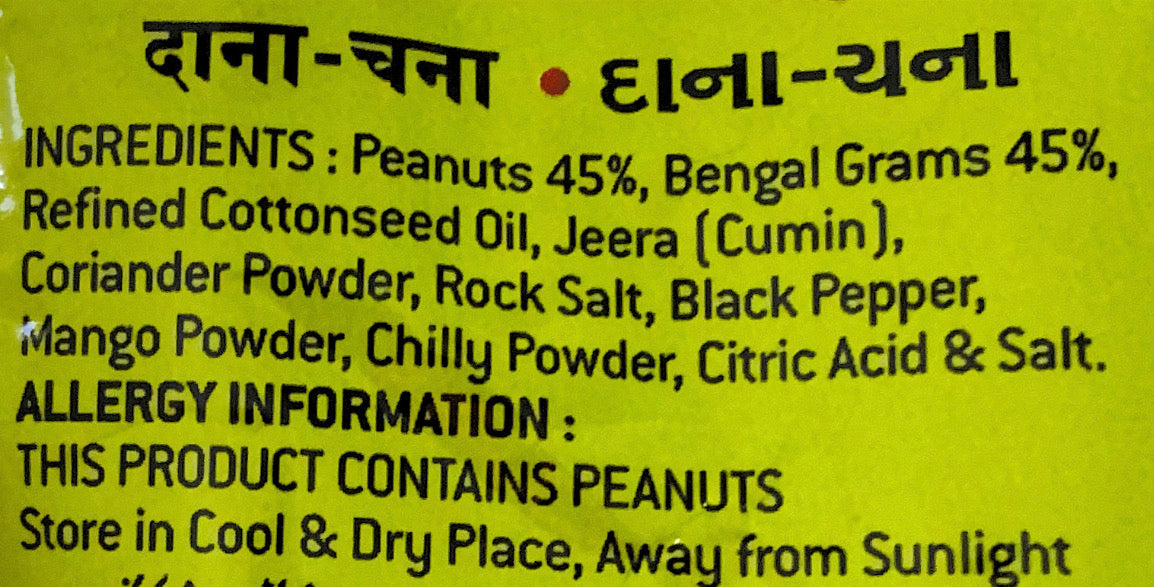 दाना-चना • દાના-ચના
INGREDIENTS : Peanuts 45%, Bengal Grams 45%,
Refined Cottonseed Oil, Jeera (Cumin),
Coriander Powder, Rock Salt, Black Pepper,
Mango Powder, Chilly Powder, Citric Acid & Salt.
ALLERGY INFORMATION :
THIS PRODUCT CONTAINS PEANUTS
Store in Cool & Dry Place, Away from Sunlight